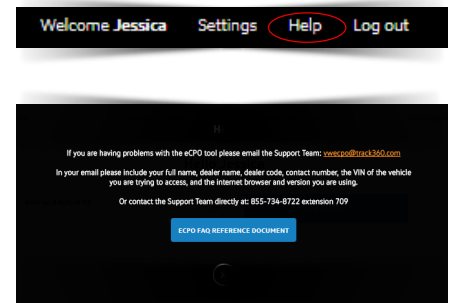 Welcome Jessica Settings Help Log out
H
If you are having problems with the eCPO tool please email the Support Team: vwecpo@track360.com
In your email please include your full name, dealer name, dealer code, contact number, the VIN of the vehicle
you are trying to access, and the internet browser and version you are using.
Or contact the Support Team directly at: 855-734-8722 extension 709
ECPO FAQ REFERENCE DOCUMENT